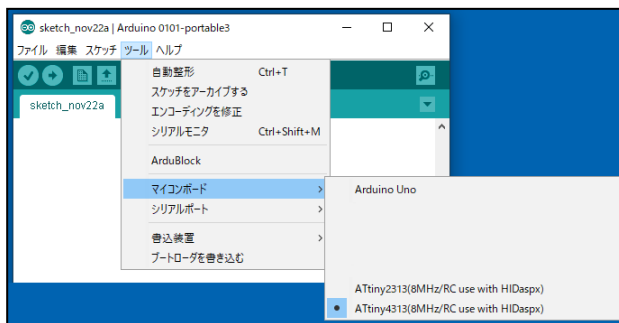 sketch_nov22a | Arduino 0101-portable3
ファイル 編集 スケッチ ツール ヘルプ
sketch_nov22a
自動整形 Ctrl+T
スケッチをアーカイブする
エンコーディングを修正
シリアルモニタ Ctrl+Shift+M
ArduBlock
マイコンボード
シリアルポート
書込装置
ブートローダを書き込む
Arduino Uno
ATtiny2313(8MHz/RC use with HIDaspx)
ATtiny4313(8MHz/RC use with HIDaspx)